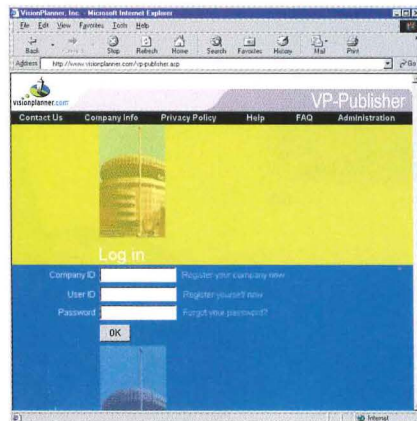 VisionPlanner, Inc. - Microsoft Internet Explorer
File Edit View Favorites Tools Help
Back Stop Refresh Home Search Favorites History Mail Print
Address http://www.visionplanner.com/vp-publisher.asp Go
visionplanner.com
VP-Publisher
Contact Us Company Info Privacy Policy Help FAQ Administration
Log in
Company ID Register your company now
User ID Register yourself now
Password Forgot your password?
OK
Internet